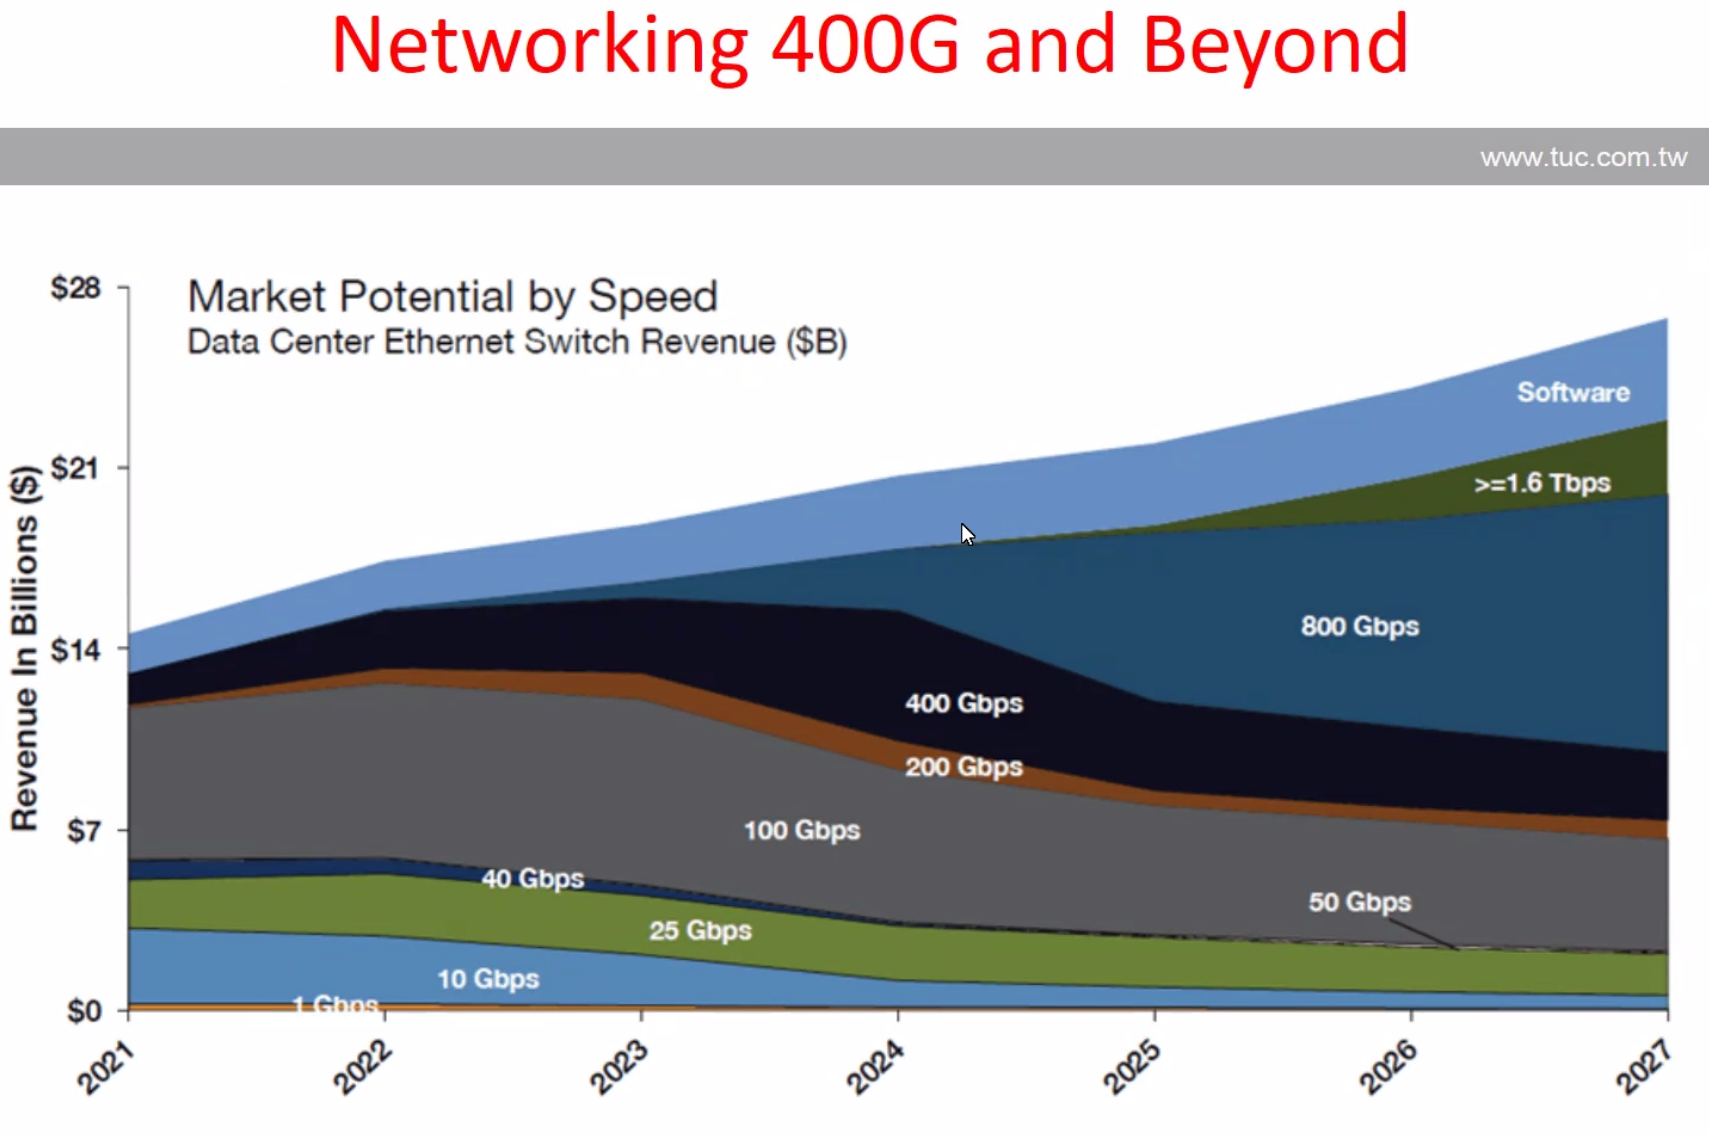 Networking 400G and Beyond
www.tuc.com.tw
Market Potential by Speed
Data Center Ethernet Switch Revenue ($B)
Revenue In Billions ($)
$28
$21
$14
$7
$0
Software
>=1.6 Tbps
800 Gbps
400 Gbps
200 Gbps
100 Gbps
50 Gbps
40 Gbps
25 Gbps
10 Gbps
1 Gbps
2021
2022
2023
2024
2025
2026
2027